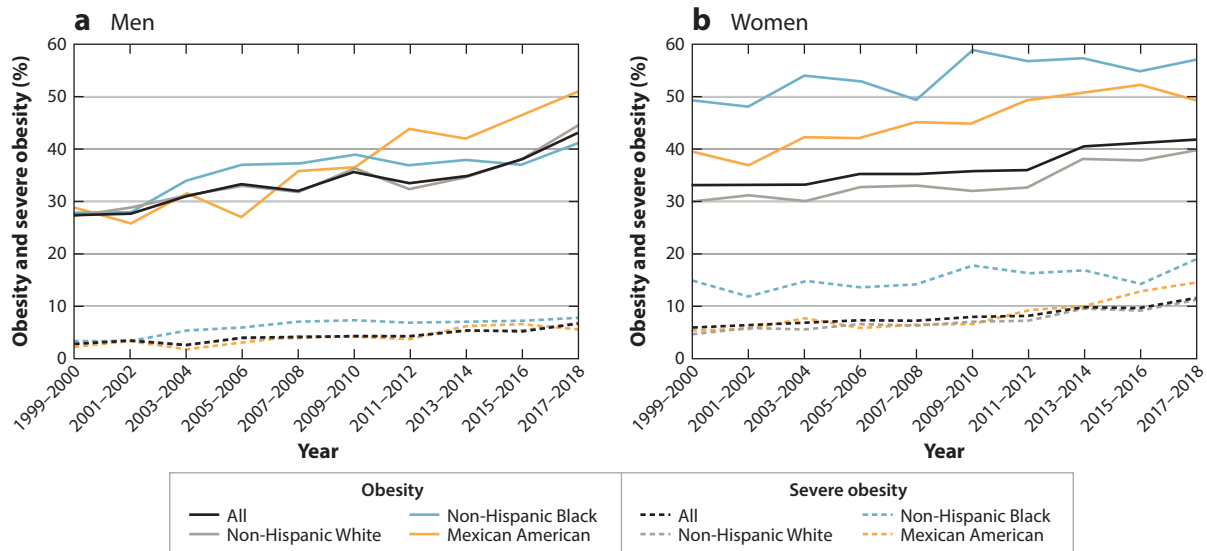 a Men
b Women
Obesity and severe obesity (%)
60
50
40
30
20
10
0
1999–2000
2001–2002
2003–2004
2005–2006
2007–2008
2009–2010
2011–2012
2013–2014
2015–2016
2017–2018
Year
Obesity and severe obesity (%)
60
50
40
30
20
10
0
1999–2000
2001–2002
2003–2004
2005–2006
2007–2008
2009–2010
2011–2012
2013–2014
2015–2016
2017–2018
Year
Obesity
All
Non-Hispanic Black
Non-Hispanic White
Mexican American
Severe obesity
All
Non-Hispanic Black
Non-Hispanic White
Mexican American